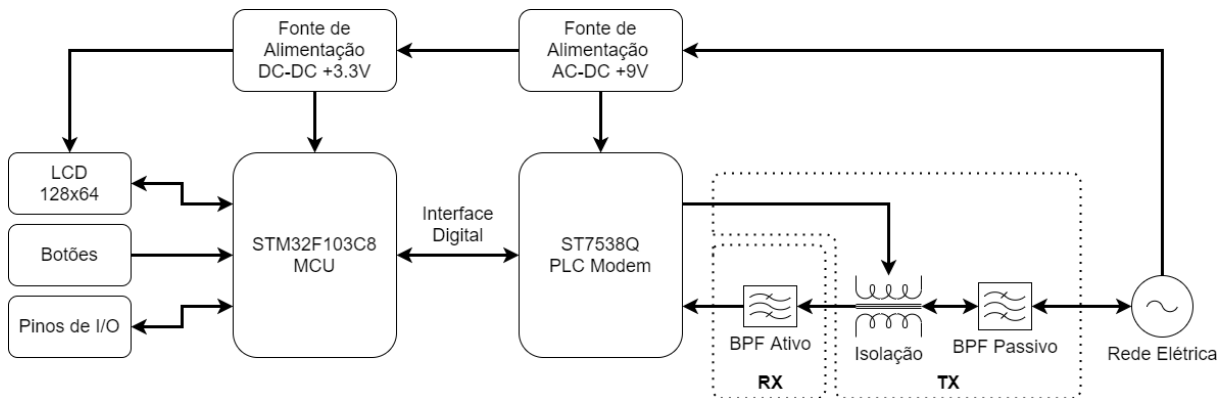 Fonte de
Alimentação
DC-DC +3.3V
Fonte de
Alimentação
AC-DC +9V
LCD
128x64
Botões
Pinos de I/O
STM32F103C8
MCU
Interface
Digital
ST7538Q
PLC Modem
BPF Ativo
RX
Isolação
BPF Passivo
TX
Rede Elétrica